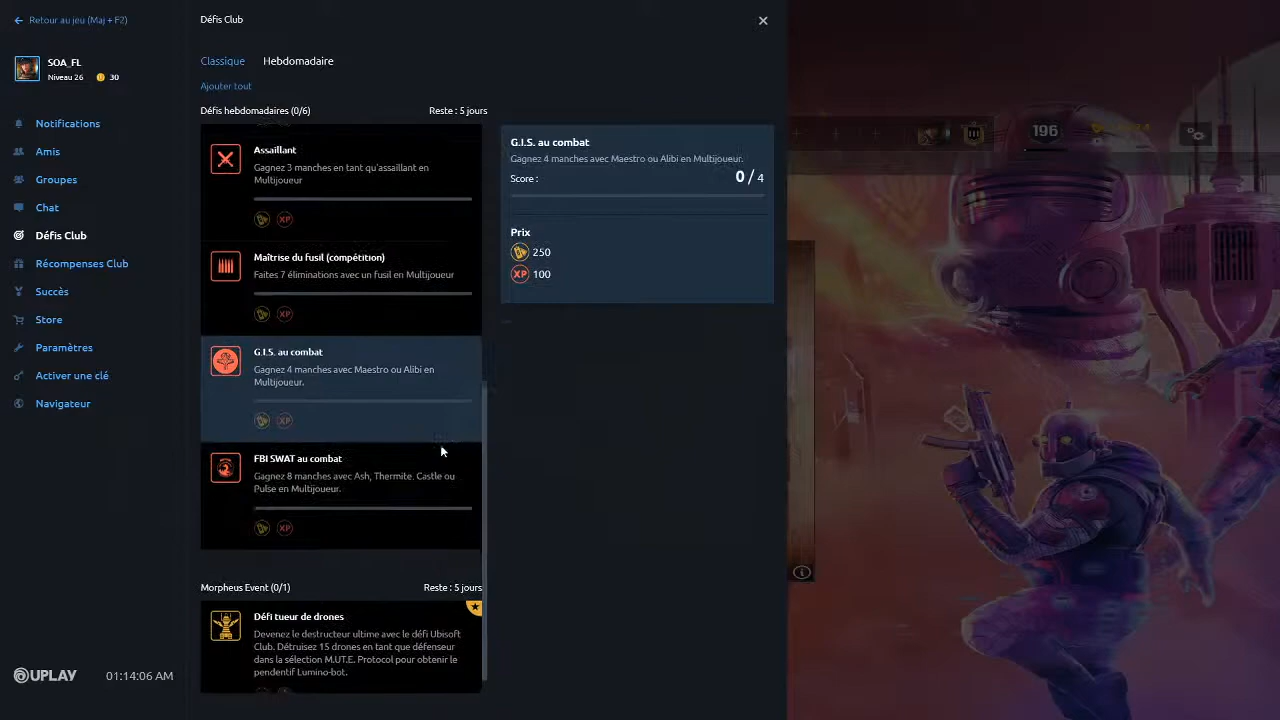 Retour au jeu (Maj + F2)
SOA_FL
Niveau 26 30
Notifications
Amis
Groupes
Chat
Défis Club
Récompenses Club
Succès
Store
Paramètres
Activer une clé
Navigateur
UPLAY 01:14:06 AM
Défis Club
Classique Hebdomadaire
Ajouter tout
Défis hebdomadaires (0/6) Reste : 5 jours
Assaillant
Gagnez 3 manches en tant qu'assaillant en
Multijoueur
XP
Maîtrise du fusil (compétition)
Faites 7 éliminations avec un fusil en Multijoueur
XP
G.I.S. au combat
Gagnez 4 manches avec Maestro ou Alibi en
Multijoueur.
XP
FBI SWAT au combat
Gagnez 8 manches avec Ash, Thermite, Castle ou
Pulse en Multijoueur.
XP
Morpheus Event (0/1) Reste : 5 jours
Défi tueur de drones
Devenez le destructeur ultime avec le défi Ubisoft
Club. Détruisez 15 drones en tant que défenseur
dans la sélection M.U.T.E. Protocol pour obtenir le
pendentif Lumino-bot.
G.I.S. au combat
Gagnez 4 manches avec Maestro ou Alibi en Multijoueur.
Score : 0 / 4
Prix
250
XP 100
196